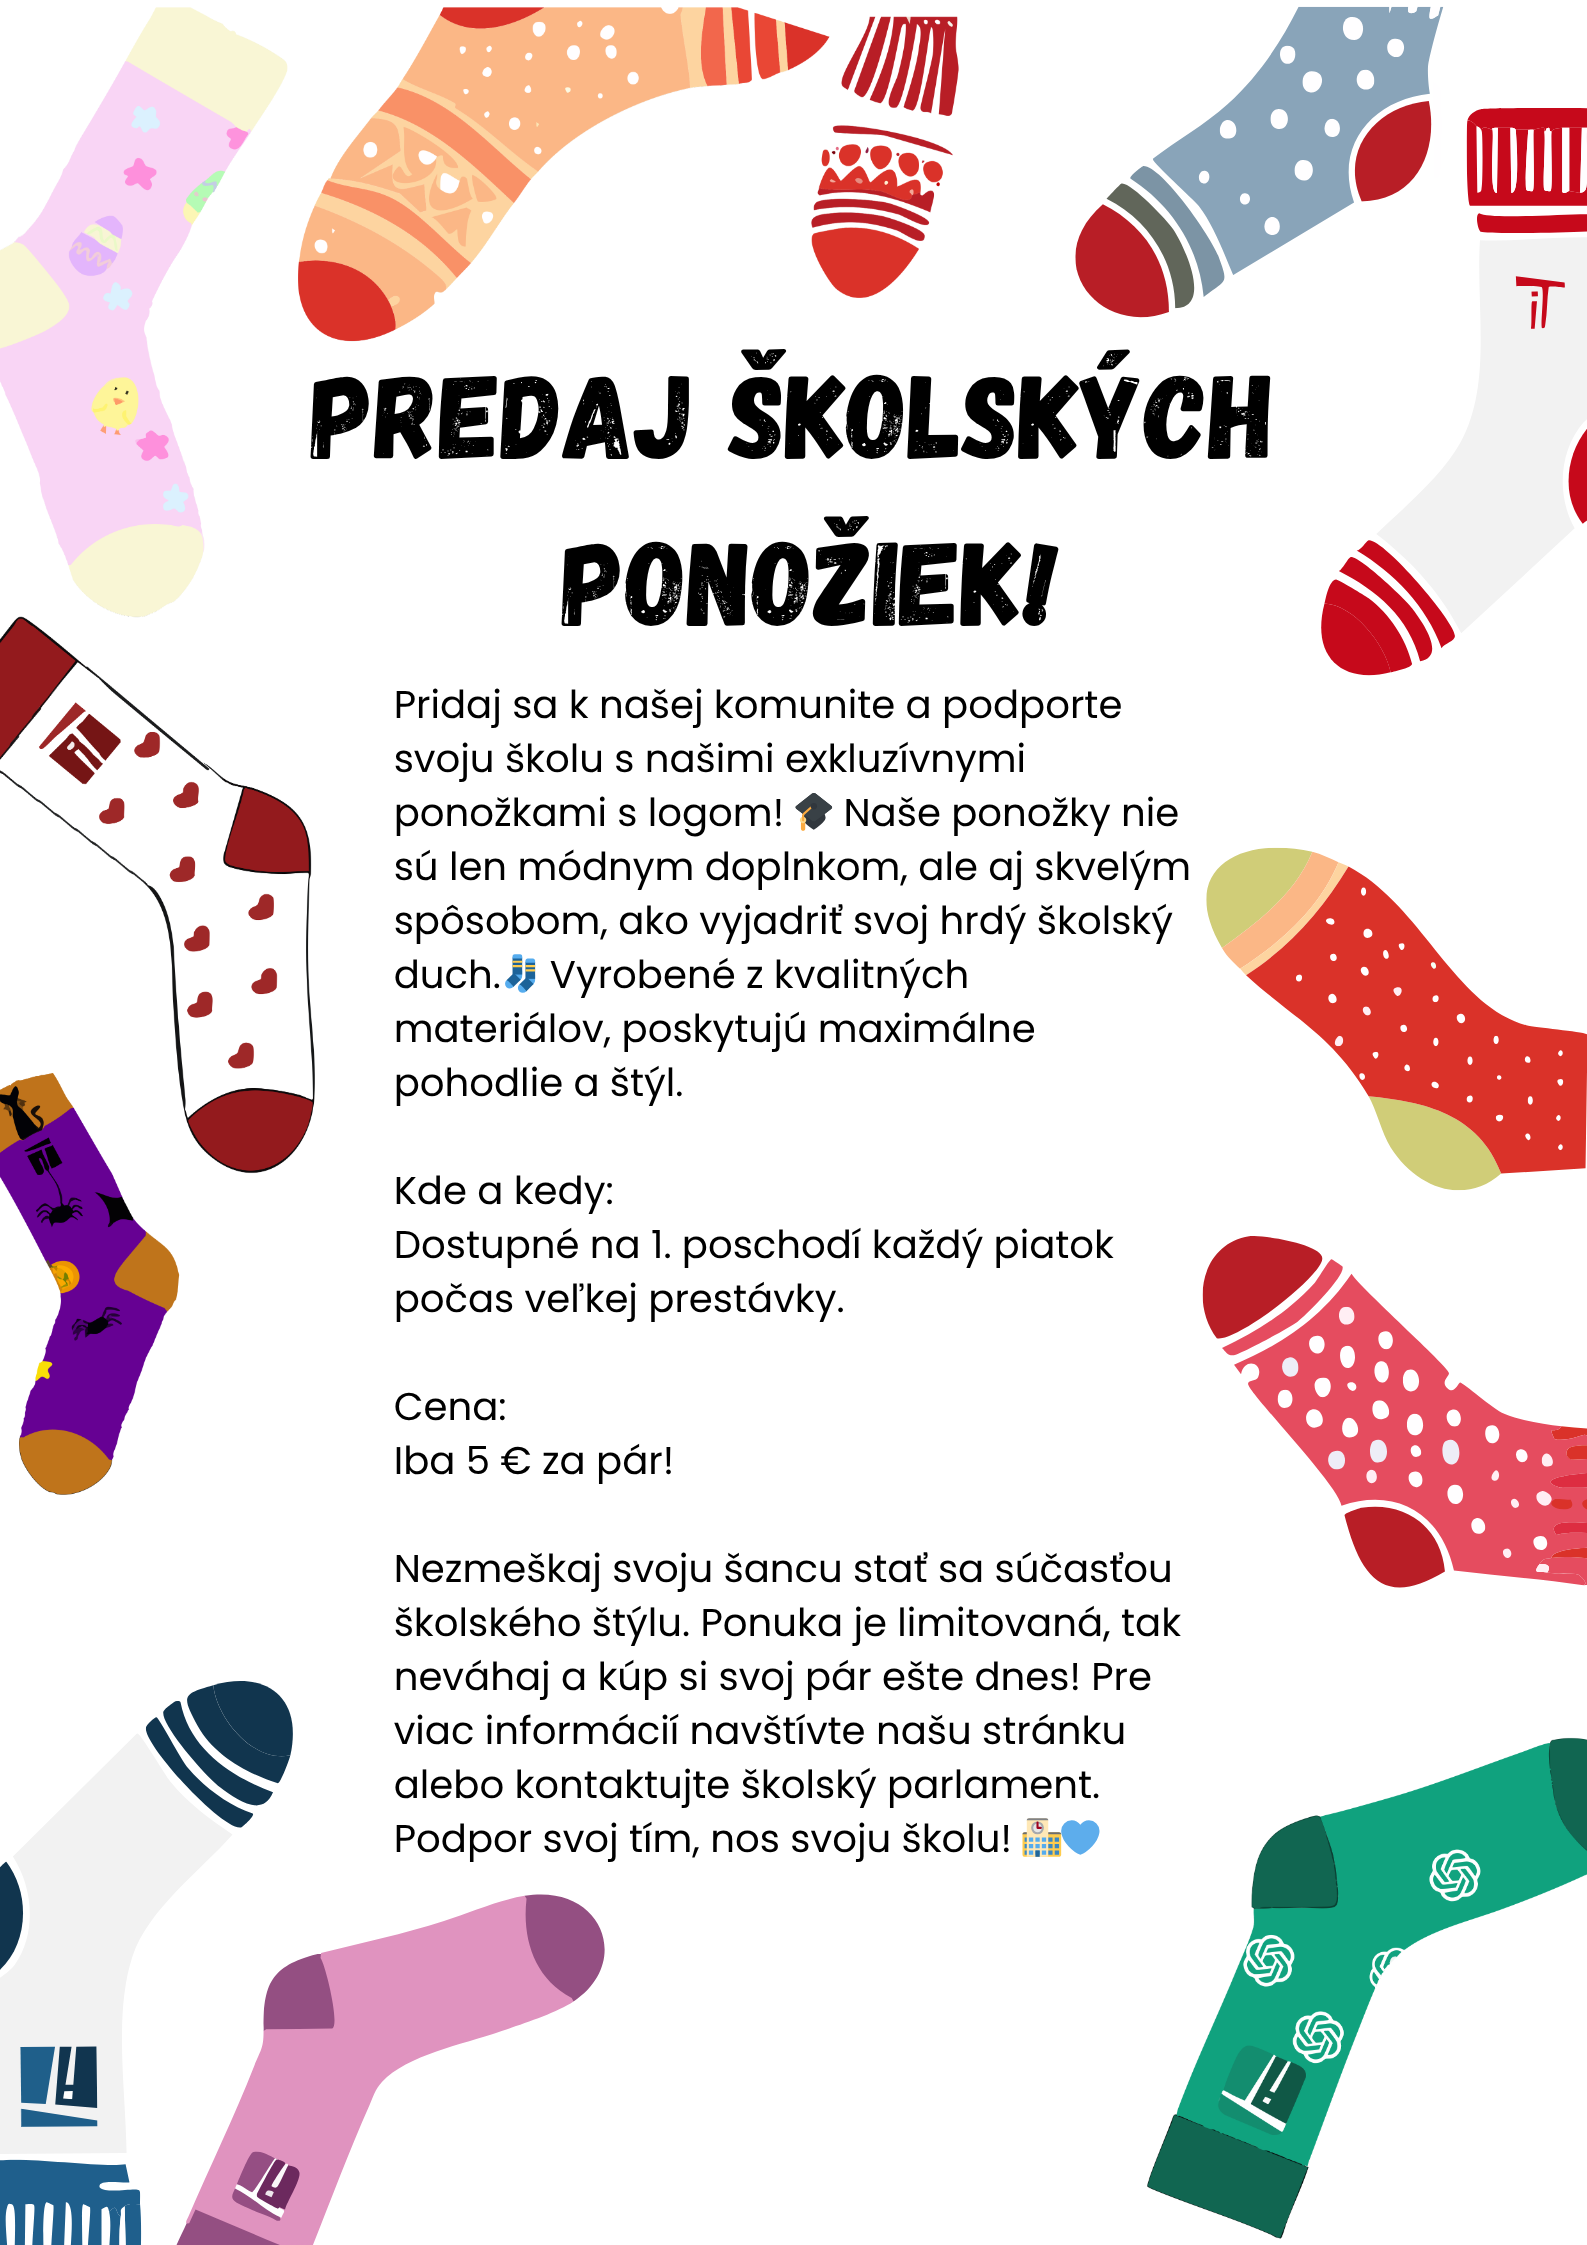 PREDAJ ŠKOLSKÝCH
PONOŽIEK!
Pridaj sa k našej komunite a podporte
svoju školu s našimi exkluzívnymi
ponožkami s logom! 🎓 Naše ponožky nie
sú len módnym doplnkom, ale aj skvelým
spôsobom, ako vyjadriť svoj hrdý školský
duch.🧦 Vyrobené z kvalitných
materiálov, poskytujú maximálne
pohodlie a štýl.
Kde a kedy:
Dostupné na 1. poschodí každý piatok
počas veľkej prestávky.
Cena:
Iba 5 € za pár!
Nezmeškaj svoju šancu stať sa súčasťou
školského štýlu. Ponuka je limitovaná, tak
neváhaj a kúp si svoj pár ešte dnes! Pre
viac informácií navštívte našu stránku
alebo kontaktujte školský parlament.
Podpor svoj tím, nos svoju školu! 🏫💙